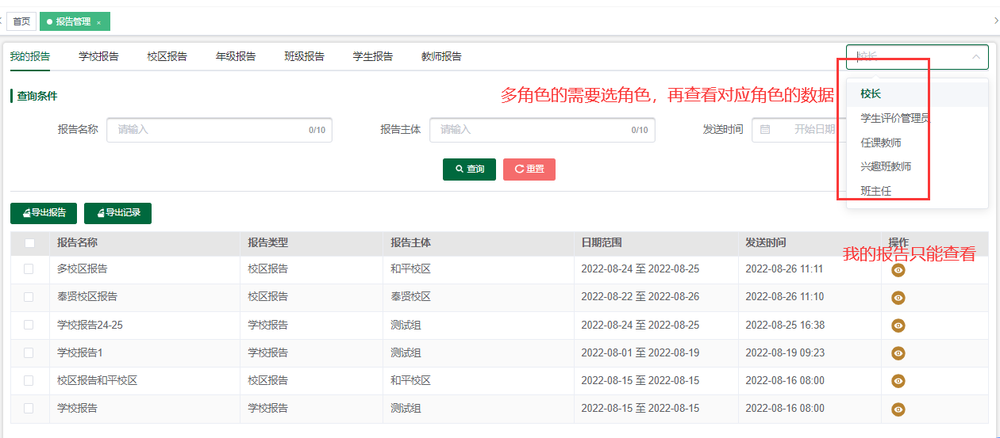 首页 报告管理 ×
我的报告 学校报告 校区报告 年级报告 班级报告 学生报告 教师报告 校长
查询条件
多角色的需要选角色，再查看对应角色的数据
校长
学生评价管理员
任课教师
兴趣班教师
班主任
报告名称 请输入 0/10 报告主体 请输入 0/10 发送时间 开始日期
查询 重置
导出报告 导出记录
报告名称 报告类型 报告主体 日期范围 发送时间 操作
我的报告只能查看
多校区报告 校区报告 和平校区 2022-08-24 至 2022-08-25 2022-08-26 11:11
奉贤校区报告 校区报告 奉贤校区 2022-08-22 至 2022-08-26 2022-08-26 11:10
学校报告24-25 学校报告 测试组 2022-08-24 至 2022-08-25 2022-08-25 16:38
学校报告1 学校报告 测试组 2022-08-01 至 2022-08-19 2022-08-19 09:23
校区报告和平校区 校区报告 和平校区 2022-08-15 至 2022-08-15 2022-08-16 08:00
学校报告 学校报告 测试组 2022-08-15 至 2022-08-15 2022-08-16 08:00